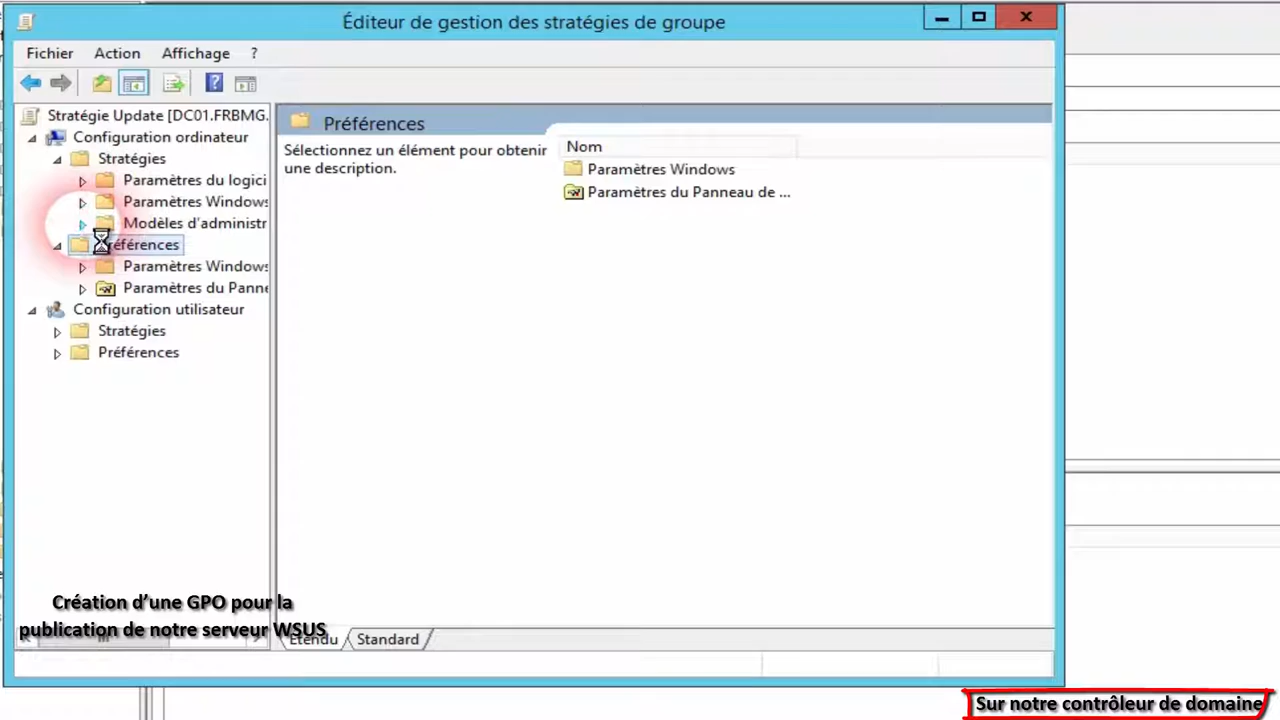 Éditeur de gestion des stratégies de groupe
Fichier Action Affichage ?
Stratégie Update [DC01.FRBMG.
Configuration ordinateur
Stratégies
Paramètres du logici
Paramètres Windows
Modèles d'administr
Préférences
Paramètres Windows
Paramètres du Panne
Configuration utilisateur
Stratégies
Préférences
Préférences
Sélectionnez un élément pour obtenir
une description.
Nom
Paramètres Windows
Paramètres du Panneau de ...
Étendu Standard
Création d'une GPO pour la
publication de notre serveur WSUS
Sur notre contrôleur de domaine